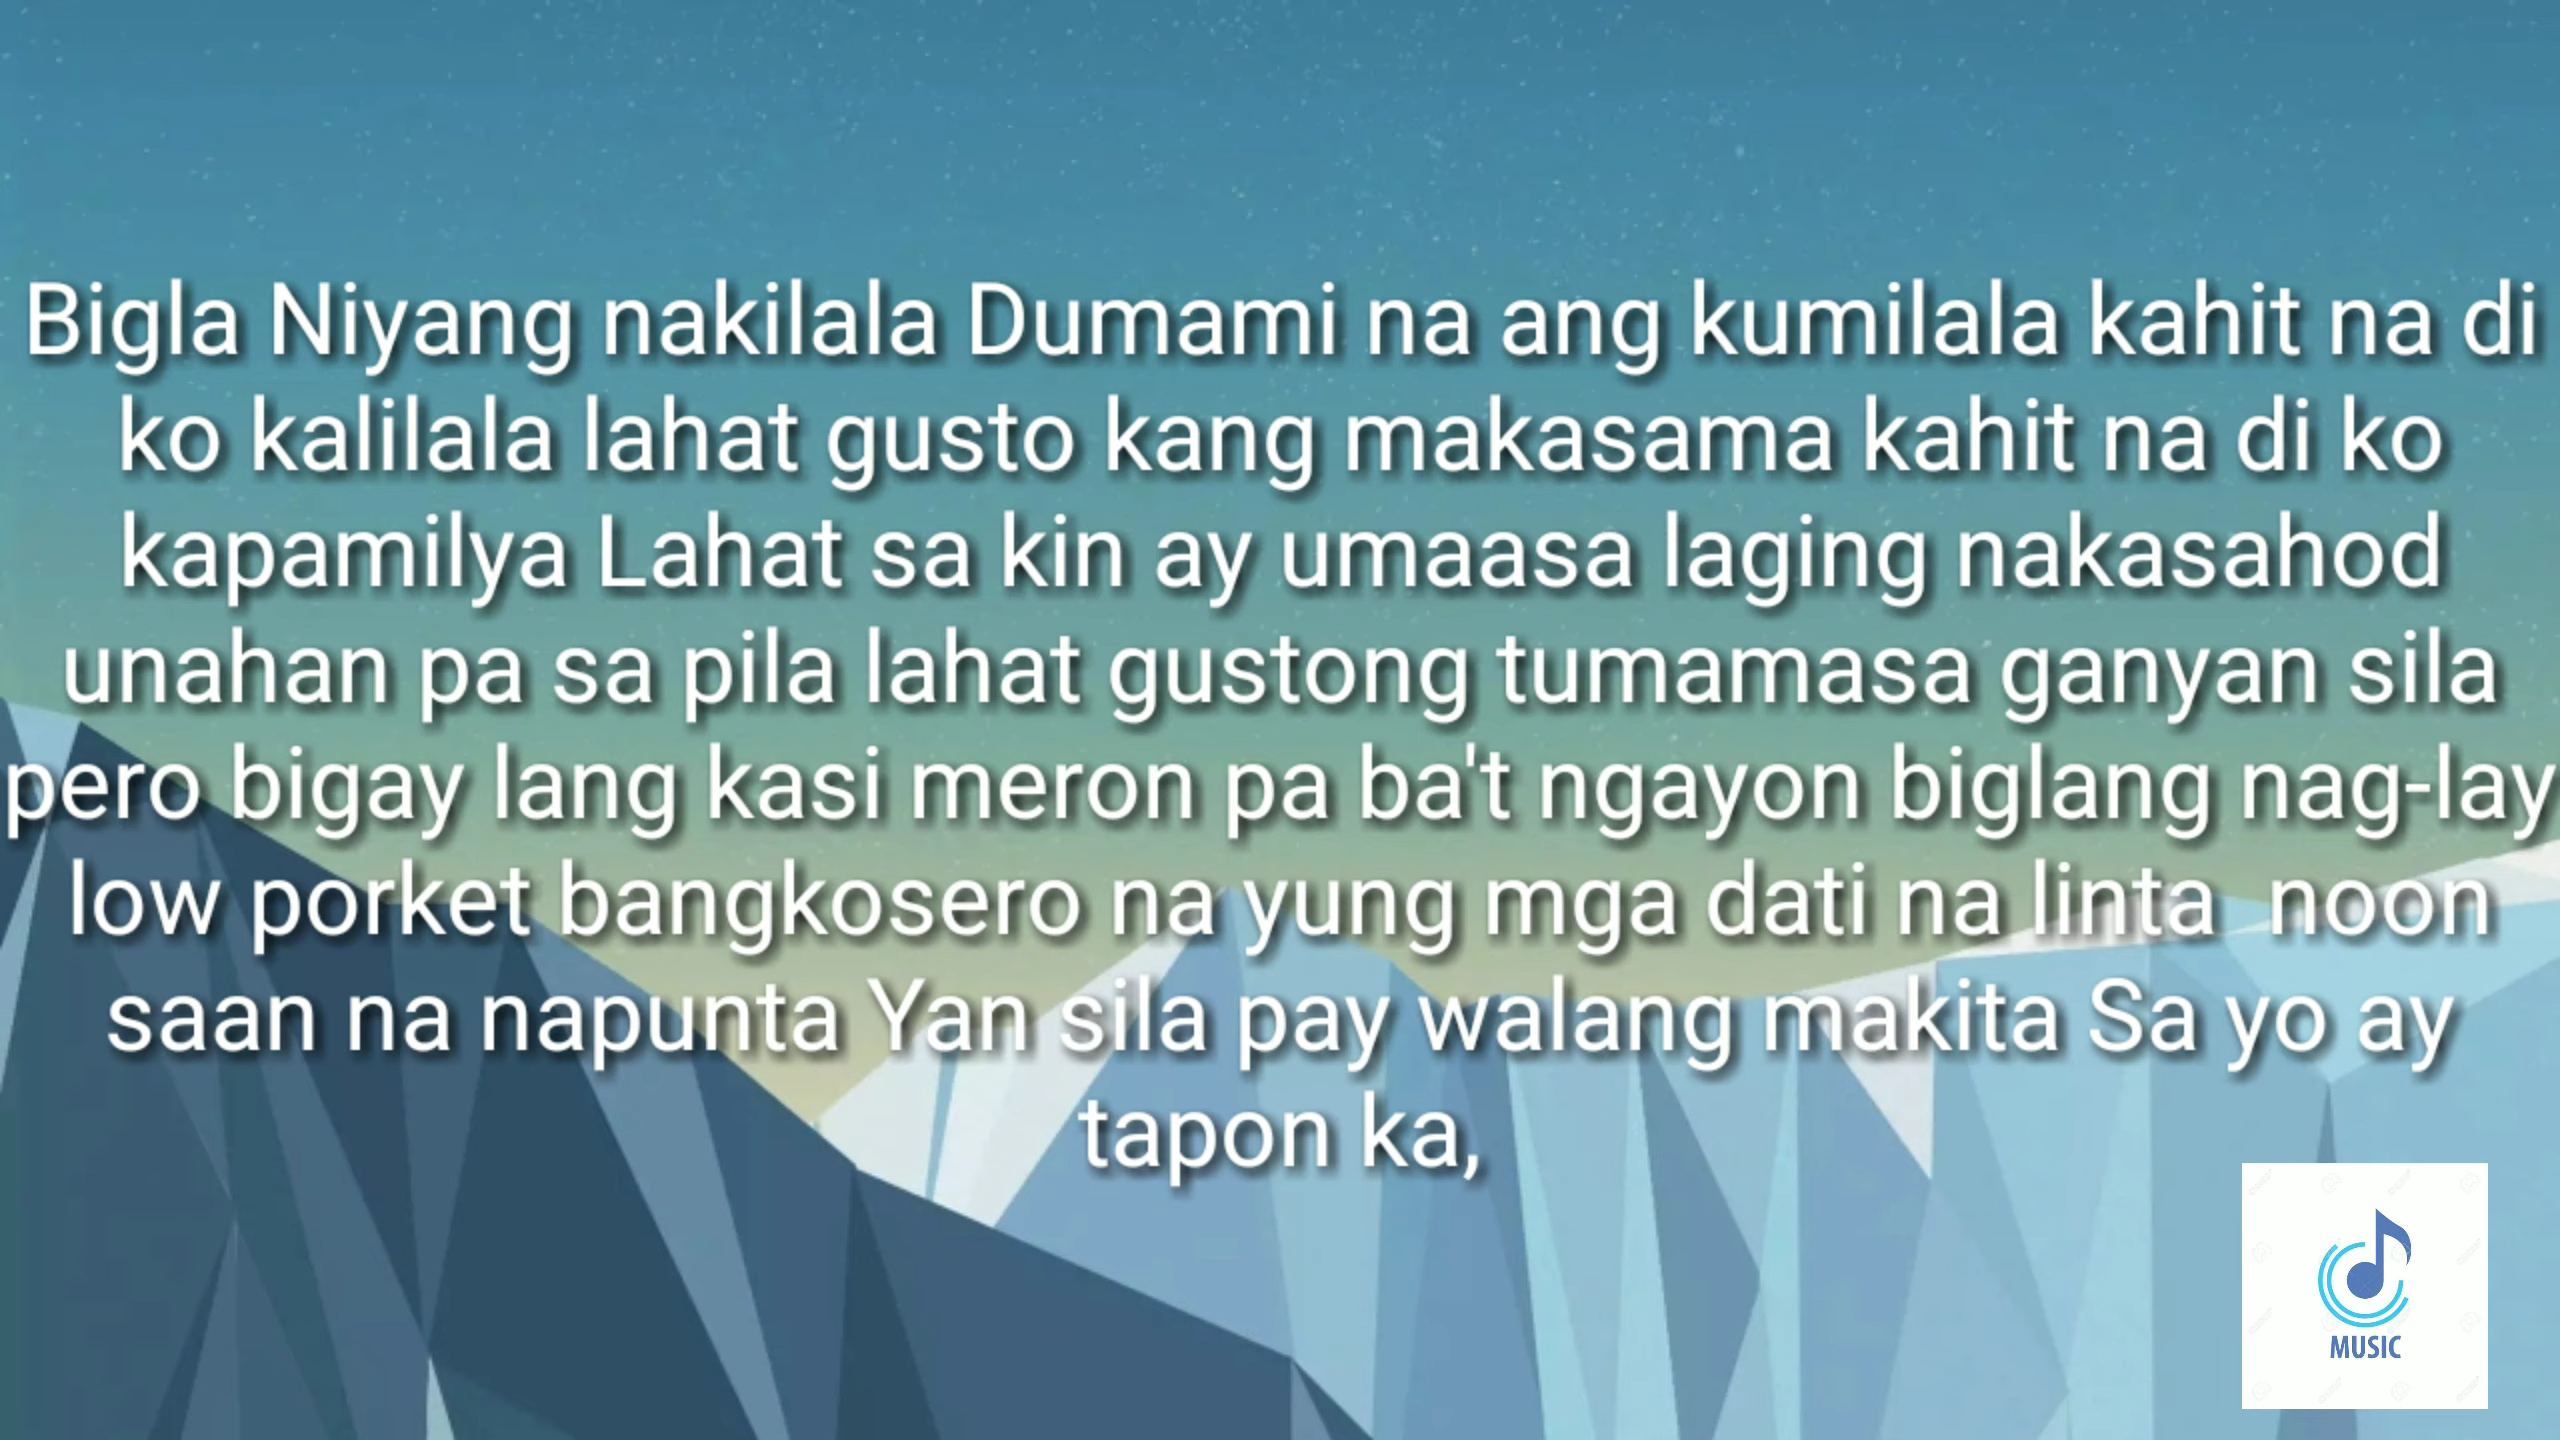 Bigla Niyang nakilala Dumami na ang kumilala kahit na di
ko kalilala lahat gusto kang makasama kahit na di ko
kapamilya Lahat sa kin ay umaasa laging nakasahod
unahan pa sa pila lahat gustong tumamasa ganyan sila
pero bigay lang kasi meron pa ba't ngayon biglang nag-lay
low porket bangkosero na yung mga dati na linta  noon
saan na napunta Yan sila pay walang makita Sa yo ay
tapon ka,
MUSIC